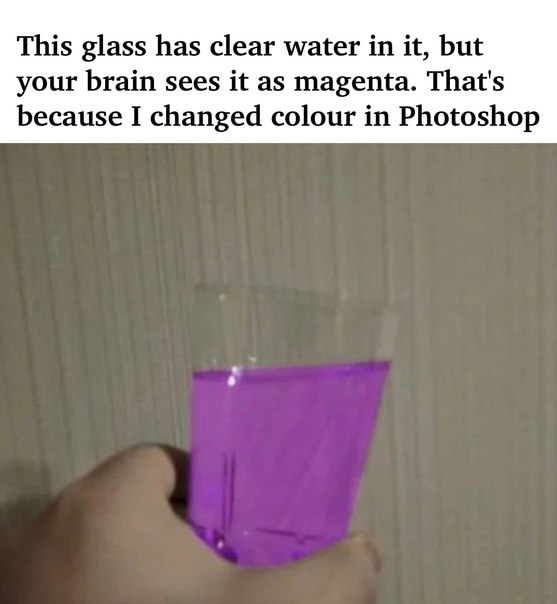 This glass has clear water in it, but
your brain sees it as magenta. That's
because I changed colour in Photoshop